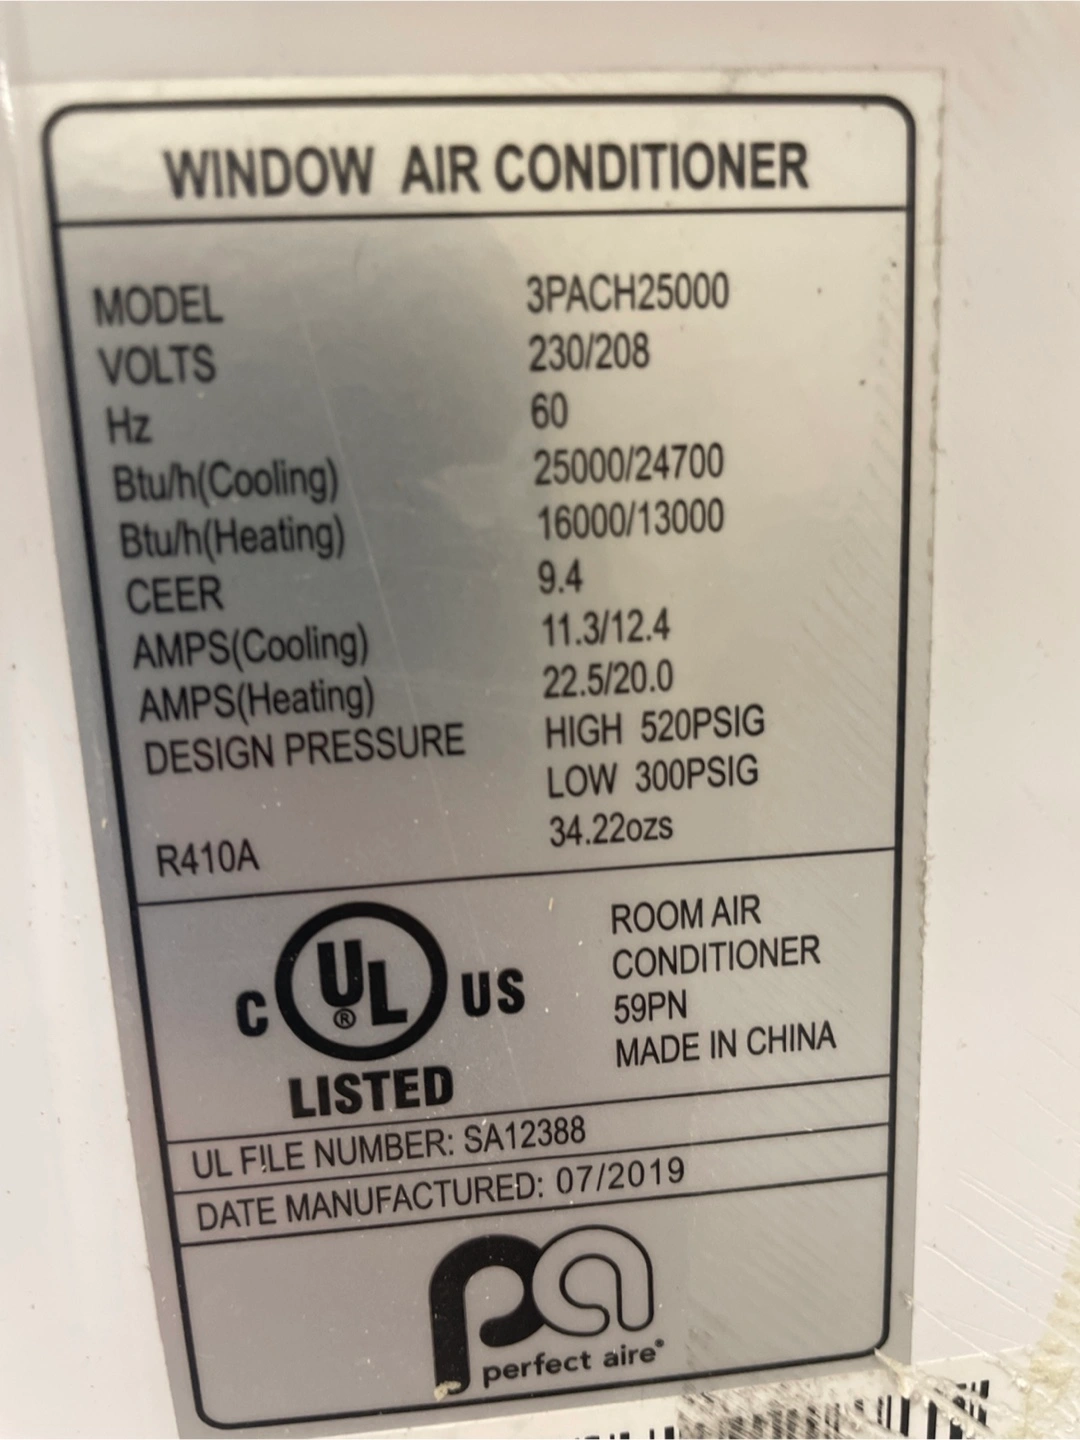 WINDOW AIR CONDITIONER
MODEL 3PACH25000
VOLTS 230/208
Hz 60
Btu/h(Cooling) 25000/24700
Btu/h(Heating) 16000/13000
CEER 9.4
AMPS(Cooling) 11.3/12.4
AMPS(Heating) 22.5/20.0
DESIGN PRESSURE HIGH 520PSIG
LOW 300PSIG
R410A 34.22ozs
C UL ® US
LISTED
ROOM AIR
CONDITIONER
59PN
MADE IN CHINA
UL FILE NUMBER: SA12388
DATE MANUFACTURED: 07/2019
pa
perfect aire®